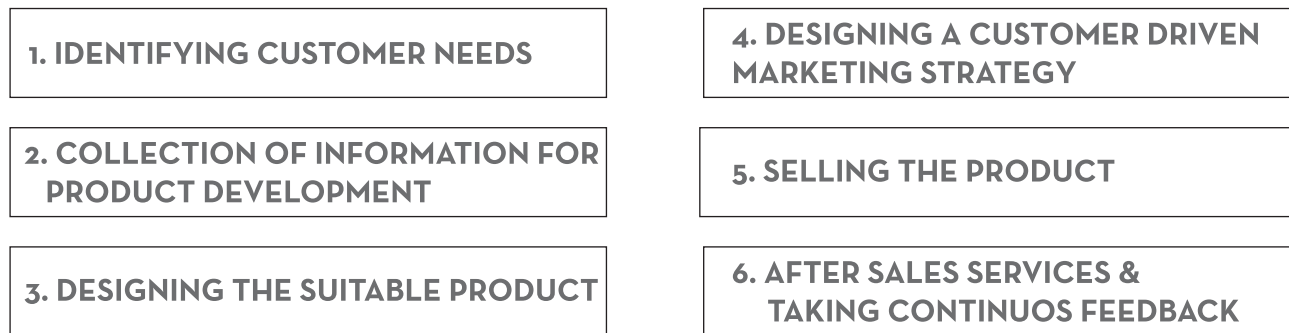 1. IDENTIFYING CUSTOMER NEEDS
2. COLLECTION OF INFORMATION FOR
PRODUCT DEVELOPMENT
3. DESIGNING THE SUITABLE PRODUCT
4. DESIGNING A CUSTOMER DRIVEN
MARKETING STRATEGY
5. SELLING THE PRODUCT
6. AFTER SALES SERVICES &
TAKING CONTINUOS FEEDBACK